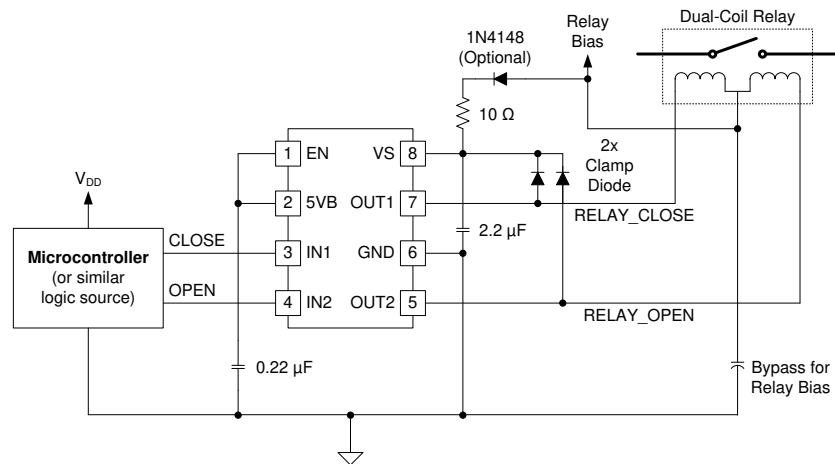 Dual-Coil Relay
Relay
Bias
1N4148
(Optional)
10 Ω
1 EN
VS 8
2x
Clamp
Diode
V_DD
2 5VB
OUT1 7
RELAY_CLOSE
CLOSE
2.2 µF
Microcontroller
(or similar
logic source)
3 IN1
GND 6
OPEN
4 IN2
OUT2 5
RELAY_OPEN
0.22 µF
Bypass for
Relay Bias